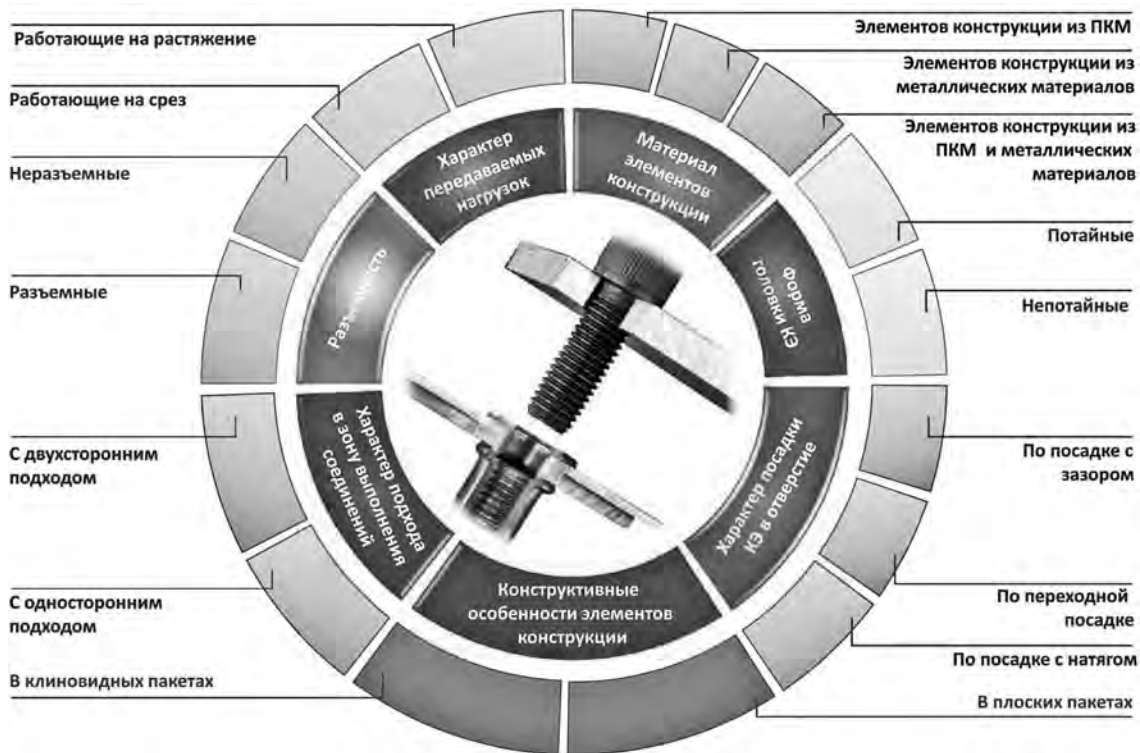 Работающие на растяжение
Работающие на срез
Неразъемные
Разъемные
С двухсторонним
подходом
С односторонним
подходом
В клиновидных пакетах
Элементов конструкции из ПКМ
Элементов конструкции из
металлических материалов
Элементов конструкции из
ПКМ и металлических
материалов
Потайные
Непотайные
По посадке с
зазором
По переходной
посадке
По посадке с натягом
В плоских пакетах
Характер
передаваемых
нагрузок
Материал
элементов
конструкции
Форма
головки КЭ
Характер посадки
КЭ в отверстие
Конструктивные
особенности элементов
конструкции
Характер подхода
в зону выполнения
соединений
Разъемность